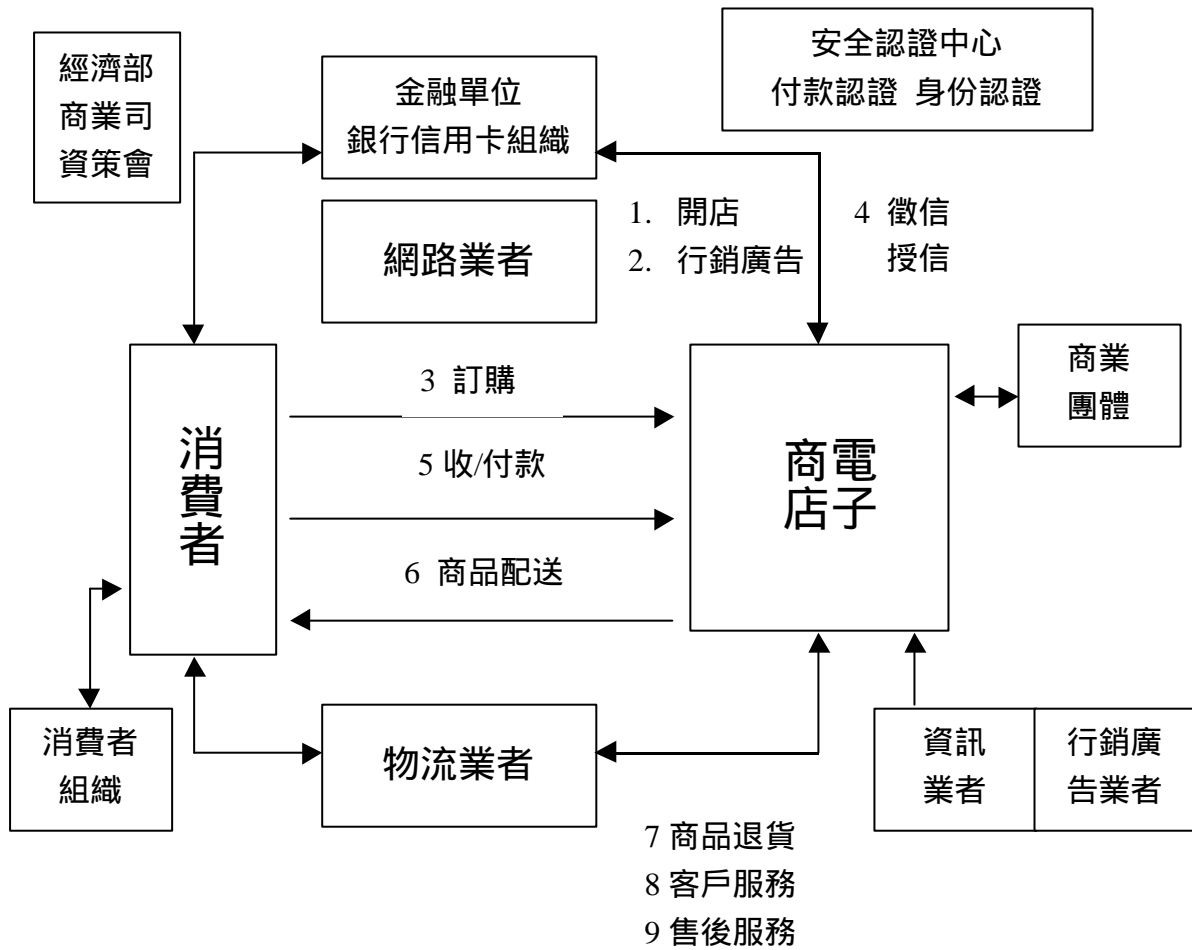 經濟部
商業司
資策會
金融單位
銀行信用卡組織
安全認證中心
付款認證 身份認證
網路業者
1. 開店
2. 行銷廣告
4 徵信
授信
消費者
3 訂購
5 收/付款
6 商品配送
電子
商店
商業
團體
消費者
組織
物流業者
資訊
業者
行銷廣
告業者
7 商品退貨
8 客戶服務
9 售後服務